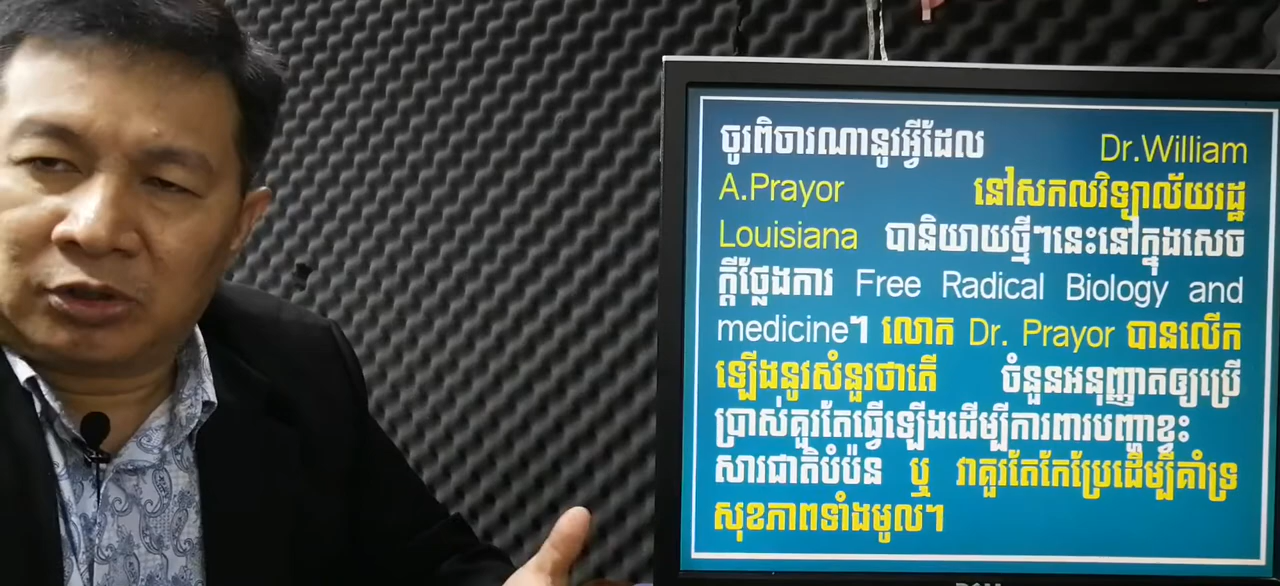 ចូរពិចារណានូវអ្វីដែល Dr.William
A.Prayor នៅសកលវិទ្យាល័យរដ្ឋ
Louisiana បានិយាយថ្មីៗនេះនៅក្នុងសេច
ក្តីថ្លែងការ Free Radical Biology and
medicine។ លោក Dr. Prayor បានលើក
ឡើងនូវសំនួរថាតើ ចំនួនអនុញ្ញាតឲ្យប្រើ
ប្រាស់គួរតែធ្វើឡើងដើម្បីការពារបញ្ហាខ្វះ
សារជាតិបំប៉ន ឬ វាគួរតែកែប្រែដើម្បីគាំទ្រ
សុខភាពទាំងមូល។